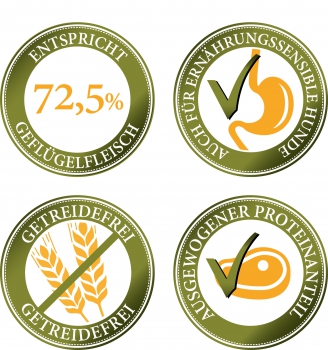 ENTSPRICHT
72,5%
GEFLÜGELFLEISCH
AUCH FÜR ERNÄHRUNGSSENSIBLE HUNDE
GETREIDEFREI
GETREIDEFREI
AUSGEWOGENER PROTEINANTEIL